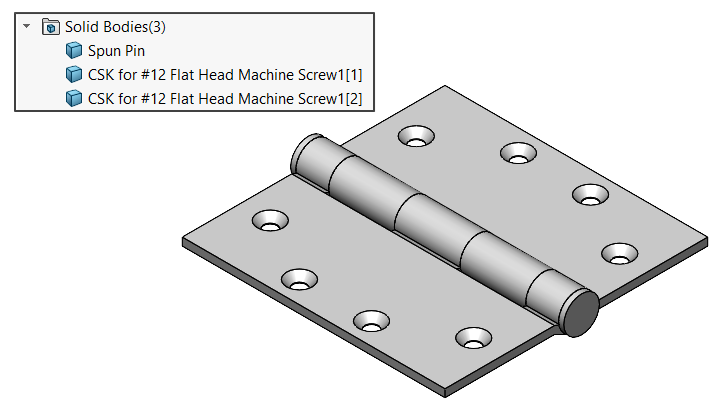 Solid Bodies(3)
Spun Pin
CSK for #12 Flat Head Machine Screw1[1]
CSK for #12 Flat Head Machine Screw1[2]